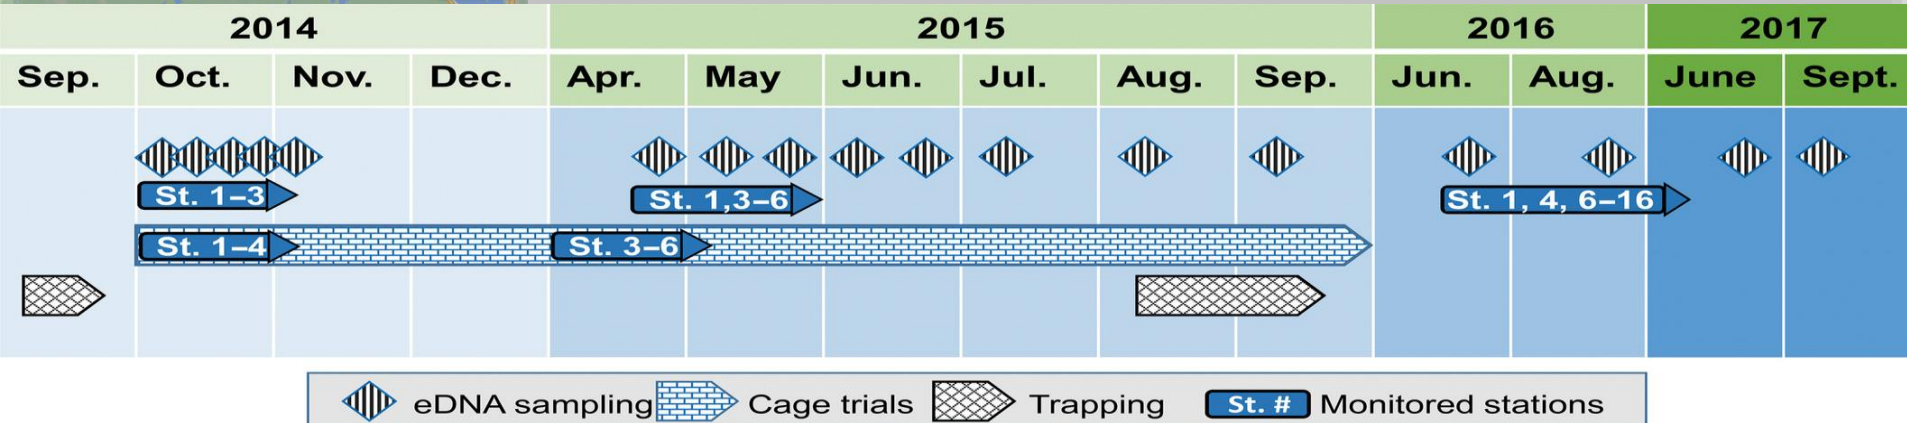 2014 2015 2016 2017
Sep. Oct. Nov. Dec. Apr. May Jun. Jul. Aug. Sep. Jun. Aug. June Sept.
St. 1–3 St. 1,3–6 St. 1, 4, 6–16
St. 1–4 St. 3–6
eDNA sampling Cage trials Trapping St. # Monitored stations